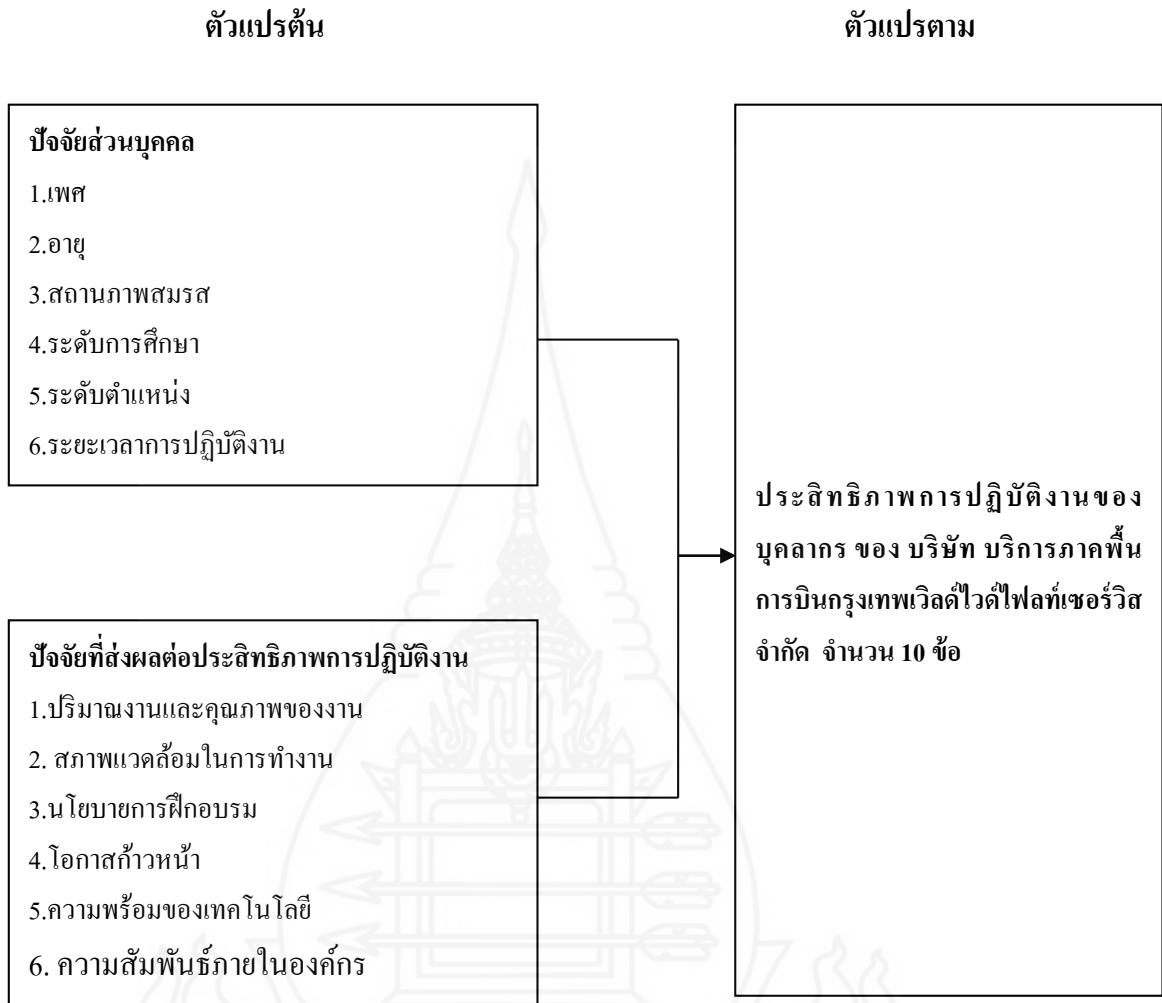 ตัวแปรต้น
ตัวแปรตาม
ปัจจัยส่วนบุคคล
1.เพศ
2.อายุ
3.สถานภาพสมรส
4.ระดับการศึกษา
5.ระดับตำแหน่ง
6.ระยะเวลาการปฏิบัติงาน
ปัจจัยที่ส่งผลต่อประสิทธิภาพการปฏิบัติงาน
1.ปริมาณงานและคุณภาพของงาน
2. สภาพแวดล้อมในการทำงาน
3.นโยบายการฝึกอบรม
4.โอกาสก้าวหน้า
5.ความพร้อมของเทคโนโลยี
6. ความสัมพันธ์ภายในองค์กร
ประสิทธิภาพการปฏิบัติงานของ
บุคลากร ของ บริษัท บริการภาคพื้น
การบินกรุงเทพเวิลด์ไวด์ไฟลท์เซอร์วิส
จำกัด จำนวน 10 ข้อ